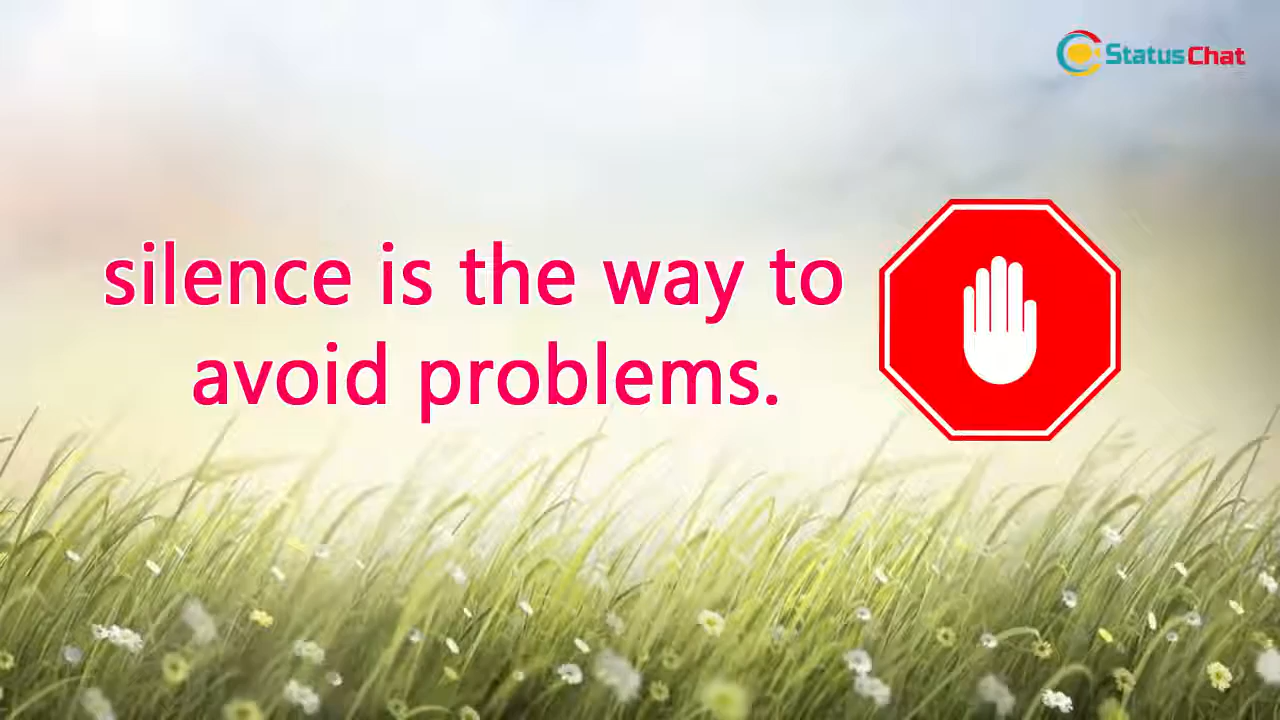 StatusChat
silence is the way to
avoid problems.